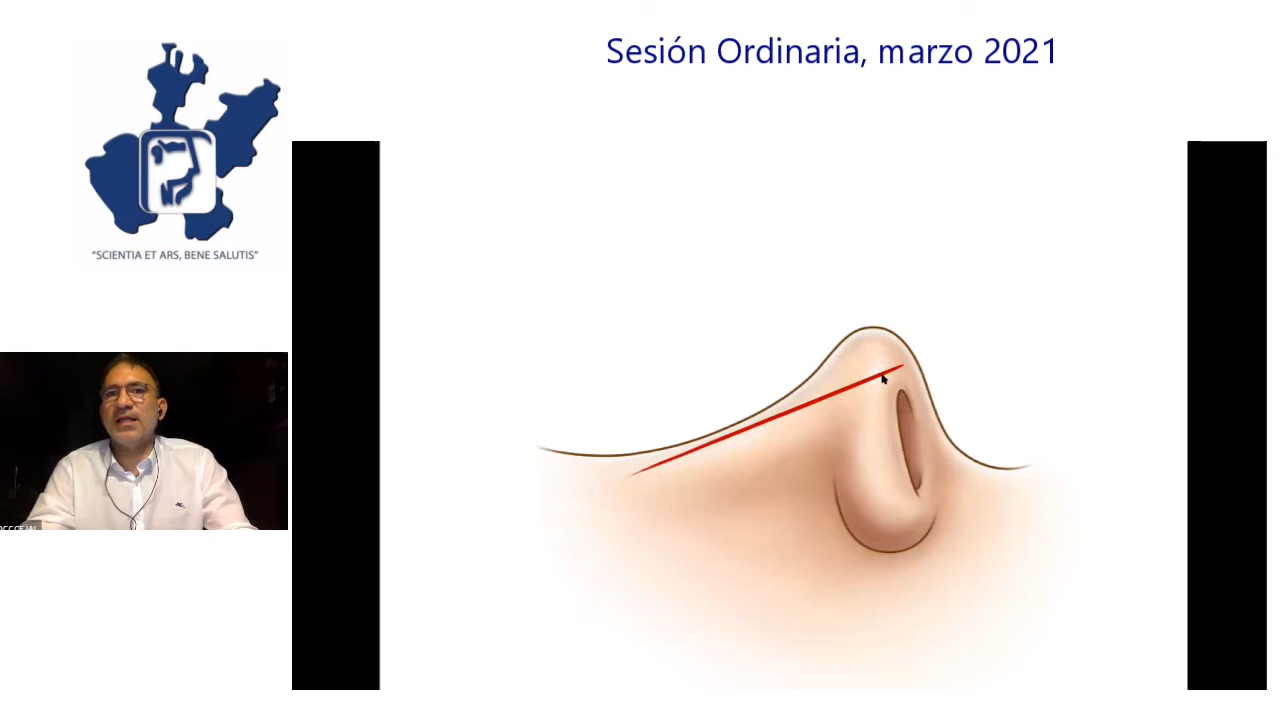 Sesión Ordinaria, marzo 2021
“SCIENTIA ET ARS, BENE SALUTIS”